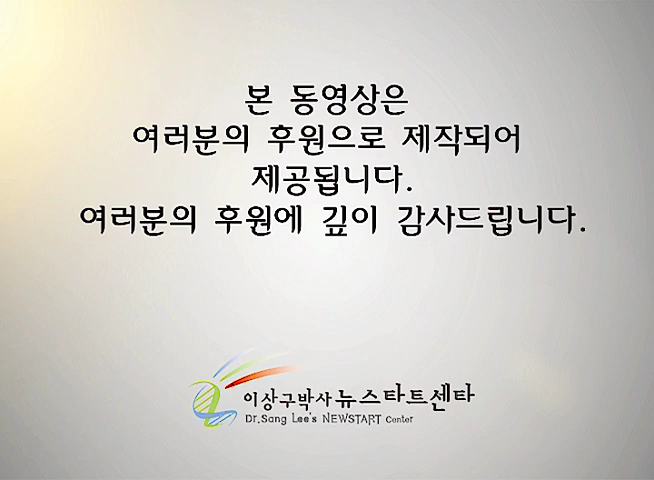 본 동영상은
여러분의 후원으로 제작되어
제공됩니다.
여러분의 후원에 깊이 감사드립니다.
이상구박사 뉴스타트센타
Dr.Sang Lee's NEWSTART Center